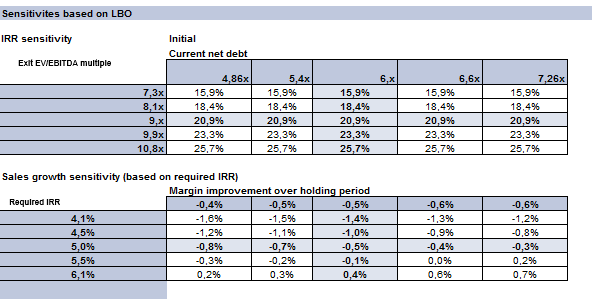 Sensitivites based on LBO
IRR sensitivity Initial
Current net debt
Exit EV/EBITDA multiple
4,86x 5,4x 6,x 6,6x 7,26x
7,3x 15,9% 15,9% 15,9% 15,9% 15,9%
8,1x 18,4% 18,4% 18,4% 18,4% 18,4%
9,x 20,9% 20,9% 20,9% 20,9% 20,9%
9,9x 23,3% 23,3% 23,3% 23,3% 23,3%
10,8x 25,7% 25,7% 25,7% 25,7% 25,7%
Sales growth sensitivity (based on required IRR)
Margin improvement over holding period
Required IRR -0,4% -0,5% -0,5% -0,6% -0,6%
4,1% -1,6% -1,5% -1,4% -1,3% -1,2%
4,5% -1,2% -1,1% -1,0% -0,9% -0,8%
5,0% -0,8% -0,7% -0,5% -0,4% -0,3%
5,5% -0,3% -0,2% -0,1% 0,0% 0,2%
6,1% 0,2% 0,3% 0,4% 0,6% 0,7%